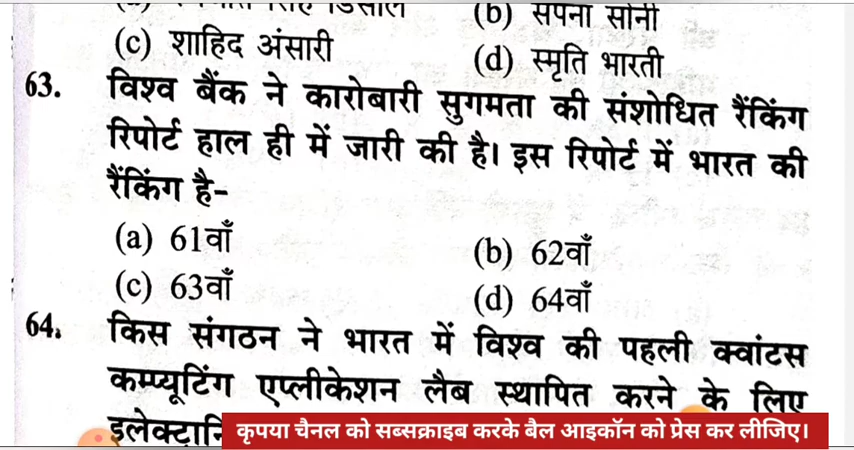 (b) सपना सोनी
(c) शाहिद अंसारी
(d) स्मृति भारती
63. विश्व बैंक ने कारोबारी सुगमता की संशोधित रैंकिंग
रिपोर्ट हाल ही में जारी की है। इस रिपोर्ट में भारत की
रैंकिंग है-
(a) 61वाँ
(b) 62वाँ
(c) 63वाँ
(d) 64वाँ
64. किस संगठन ने भारत में विश्व की पहली क्वांटस
कम्प्यूटिंग एप्लीकेशन लैब स्थापित करने के लिए
कृपया चैनल को सब्सक्राइब करके बैल आइकॉन को प्रेस कर लीजिए।